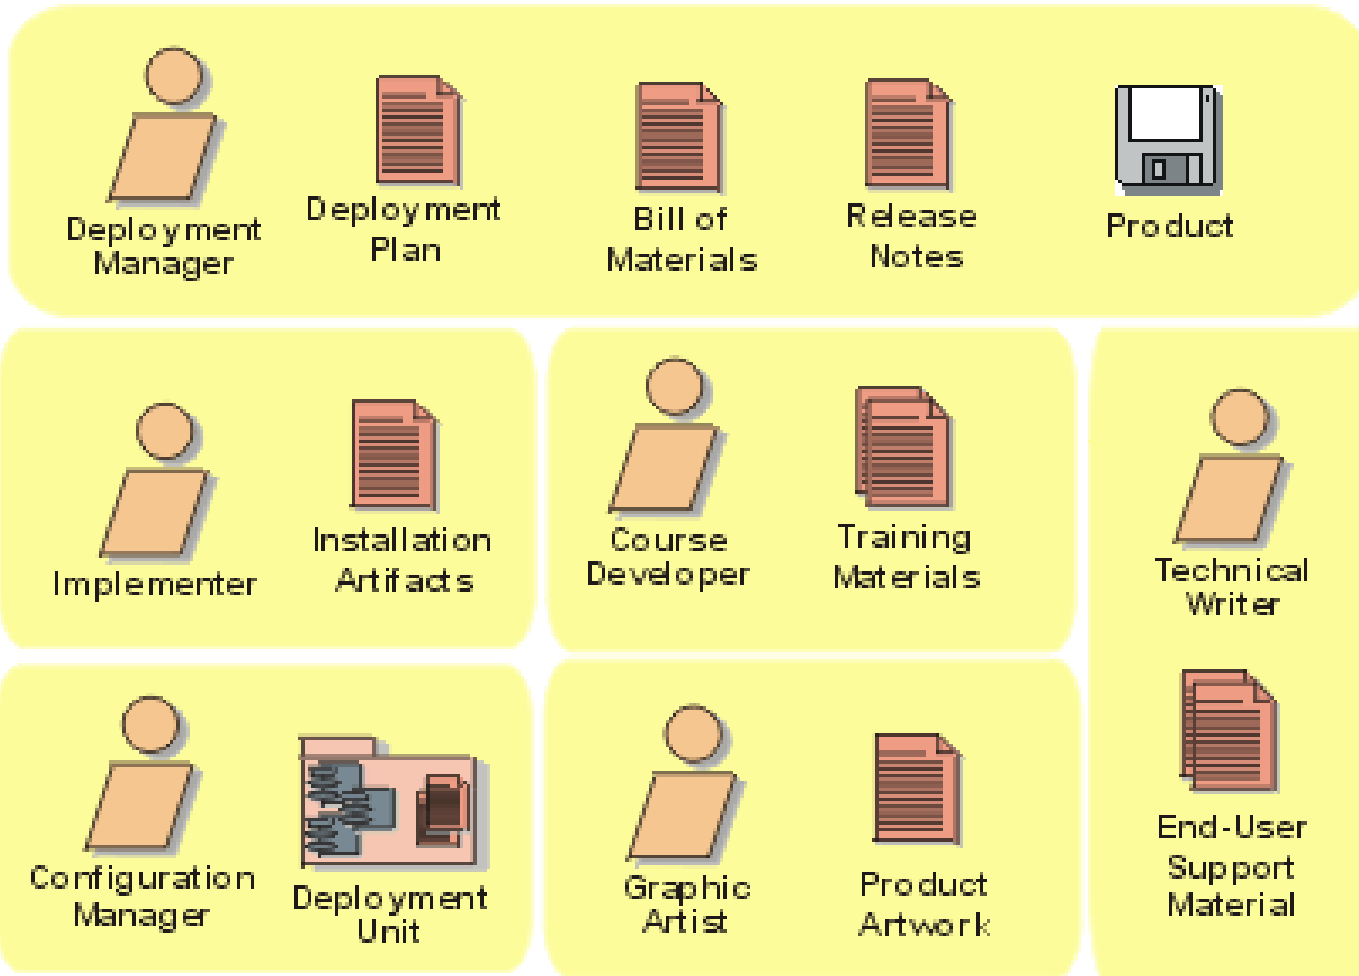 Deployment
Manager
Deployment
Plan
Bill of
Materials
Release
Notes
Product
Implementer
Installation
Artifacts
Course
Developer
Training
Materials
Technical
Writer
Configuration
Manager
Deployment
Unit
Graphic
Artist
Product
Artwork
End-User
Support
Material